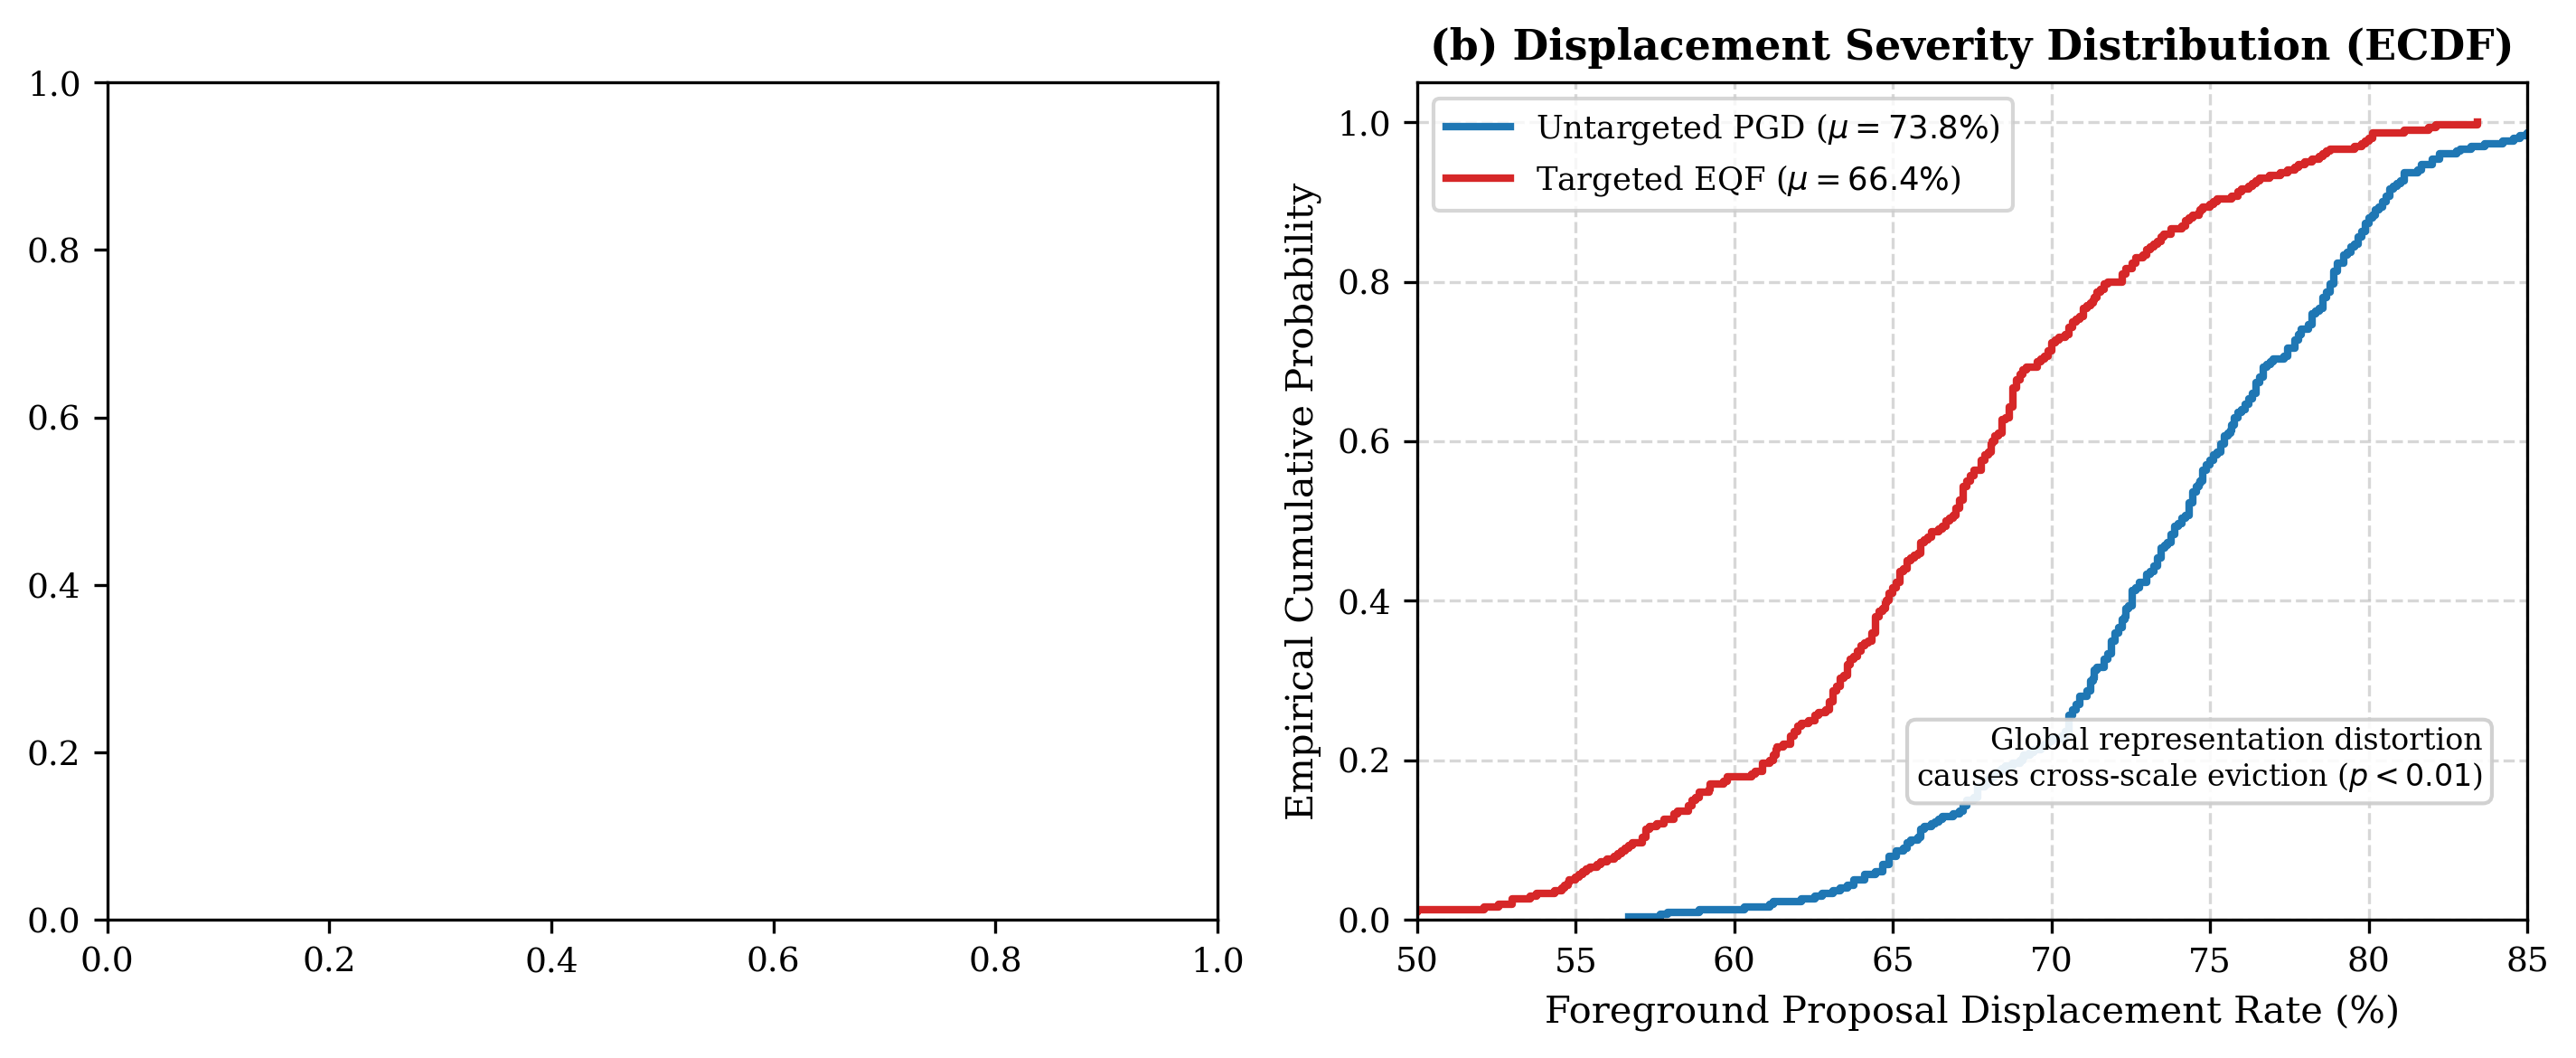 1.0
0.8
0.6
0.4
0.2
0.0
0.0 0.2 0.4 0.6 0.8 1.0
(b) Displacement Severity Distribution (ECDF)
Empirical Cumulative Probability
1.0
0.8
0.6
0.4
0.2
0.0
Untargeted PGD (μ = 73.8%)
Targeted EQF (μ = 66.4%)
Global representation distortion
causes cross-scale eviction (p < 0.01)
50 55 60 65 70 75 80 85
Foreground Proposal Displacement Rate (%)